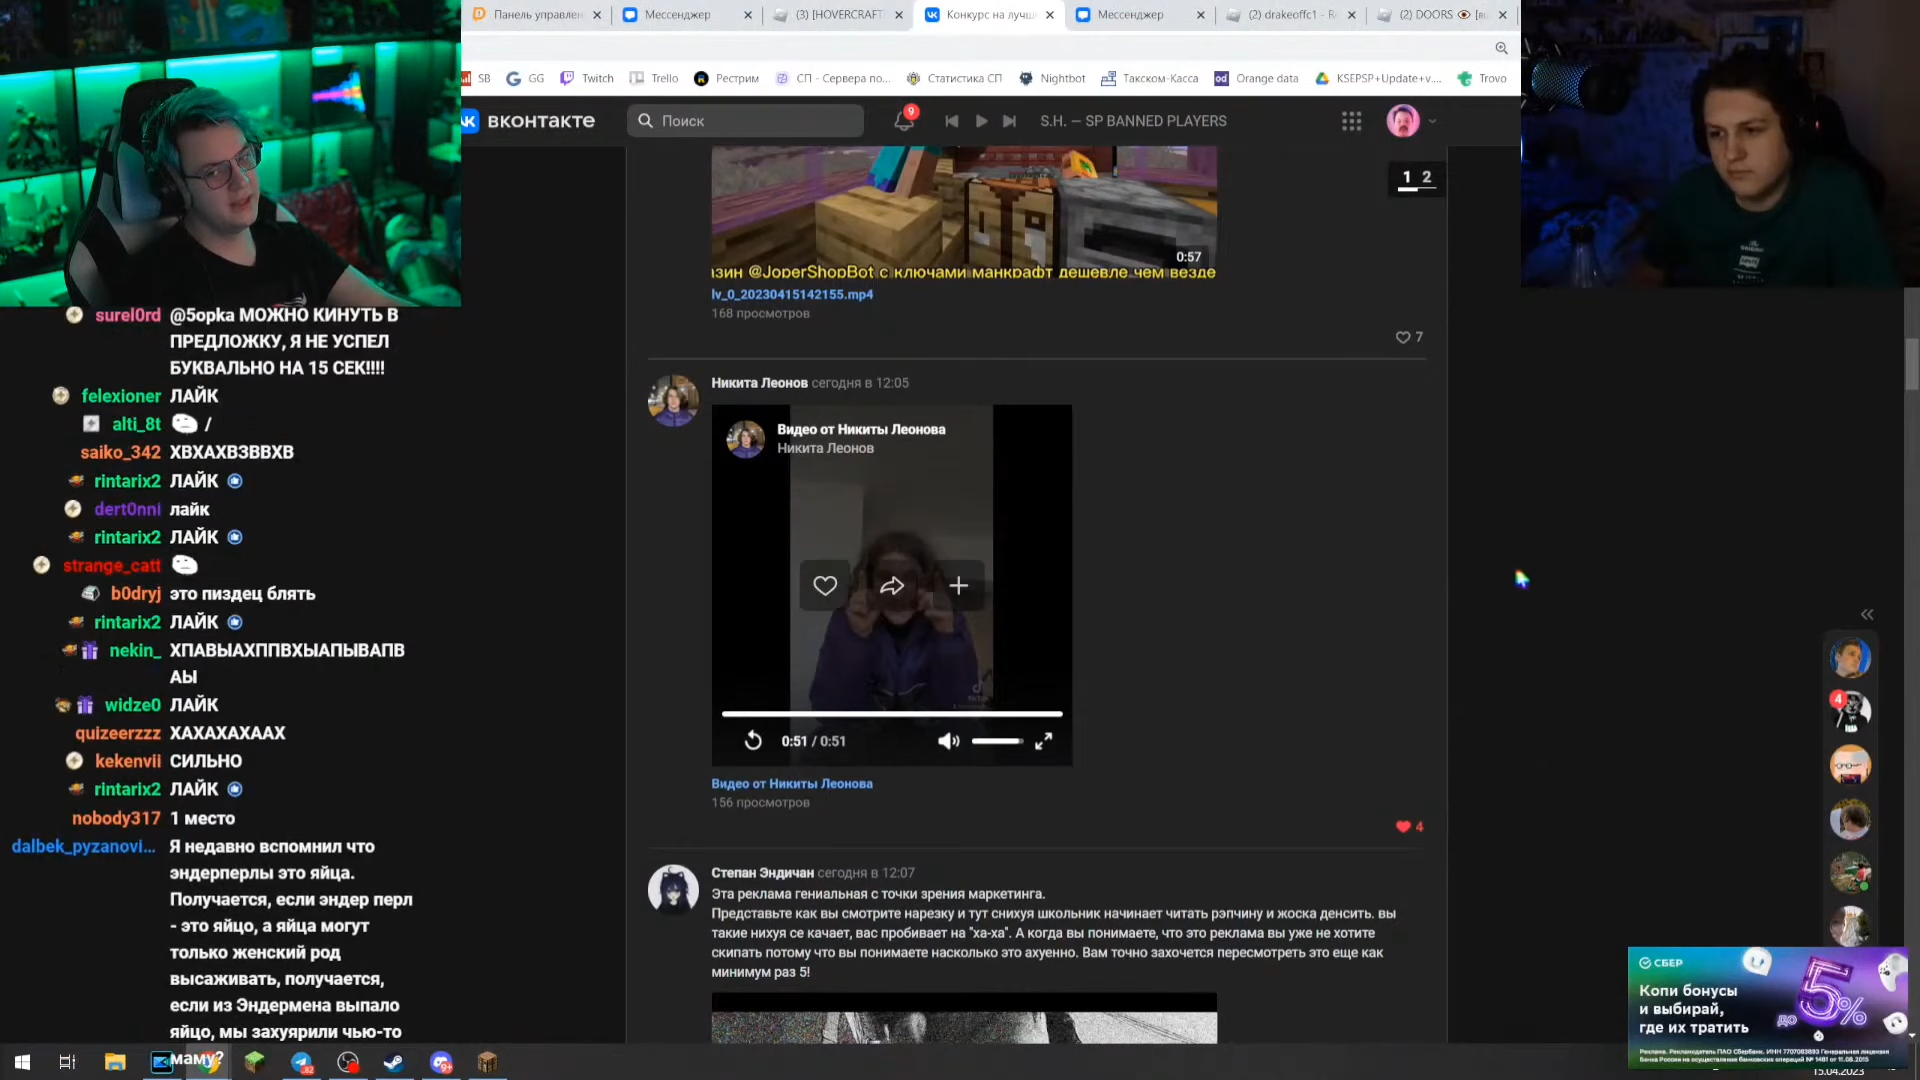 Панель управлен
Мессенджер
(3) [HOVERCRAFT
Конкурс на лучш
Мессенджер
(2) drakeoffc1 - R
(2) DOORS
SB
GG
Twitch
Trello
Рестрим
СП - Сервера по...
Статистика СП
Nightbot
Такском-Касса
Orange data
KSEPSP+Update+v....
Trovo
вконтакте
Поиск
9
S.H. — SP BANNED PLAYERS
1 2
0:57
зин @JoperShopBot с ключами манкрафт дешевле чем везде
lv_0_20230415142155.mp4
168 просмотров
7
Никита Леонов сегодня в 12:05
Видео от Никиты Леонова
Никита Леонов
0:51 / 0:51
Видео от Никиты Леонова
156 просмотров
4
Степан Эндичан сегодня в 12:07
Эта реклама гениальная с точки зрения маркетинга.
Представьте как вы смотрите нарезку и тут снихуя школьник начинает читать рэпчину и жоска денсить. вы
такие нихуя се качает, вас пробивает на "ха-ха". А когда вы понимаете, что это реклама вы уже не хотите
скипать потому что вы понимаете насколько это ахуенно. Вам точно захочется пересмотреть это еще как
минимум раз 5!
surel0rd @5opka МОЖНО КИНУТЬ В
ПРЕДЛОЖКУ, Я НЕ УСПЕЛ
БУКВАЛЬНО НА 15 СЕК!!!!
felexioner ЛАЙК
alti_8t /
saiko_342 ХВХАХВЗВВХВ
rintarix2 ЛАЙК
dert0nni лайк
rintarix2 ЛАЙК
strange_catt
b0dryj это пиздец блять
rintarix2 ЛАЙК
nekin_ ХПАВЫАХППВХЫАПЫВАПВ
АЫ
widze0 ЛАЙК
quizeerzzz ХАХАХАХААХ
kekenvii СИЛЬНО
rintarix2 ЛАЙК
nobody317 1 место
dalbek_pyzanovi... Я недавно вспомнил что
эндерперлы это яйца.
Получается, если эндер перл
- это яйцо, а яйца могут
только женский род
высаживать, получается,
если из Эндермена выпало
яйцо, мы захуярили чью-то
маму?
4
СБЕР
Копи бонусы
и выбирай,
где их тратить
до 5%
15.04.2023